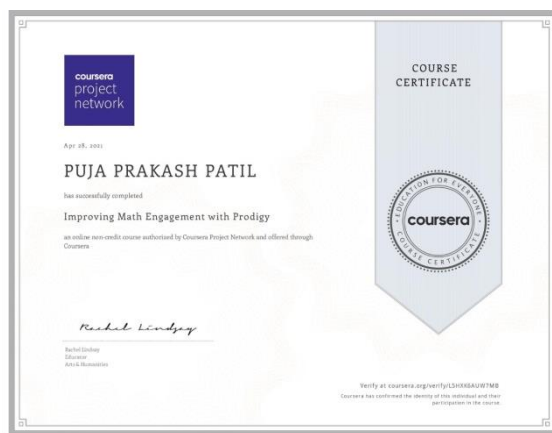 coursera
project
network
COURSE
CERTIFICATE
Apr 28, 2021
PUJA PRAKASH PATIL
has successfully completed
Improving Math Engagement with Prodigy
an online non-credit course authorized by Coursera Project Network and offered through
Coursera
EDUCATION FOR EVERYONE
coursera
COURSE CERTIFICATE
Rachel Lindsey
Rachel Lindsey
Educator
Arts & Humanities
Verify at coursera.org/verify/
Coursera has confirmed the identity of this individual and their
participation in the course.